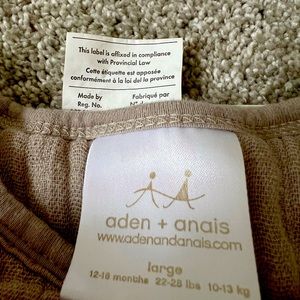 This label is affixed in compliance
with Provincial Law
Cette étiquette est apposée
conformément à la loi de la province
Made by
Fabriqué par
Reg. No.
aden + anais
www.adenandanais.com
large
12-18 months 22-28 lbs 10-13 kg